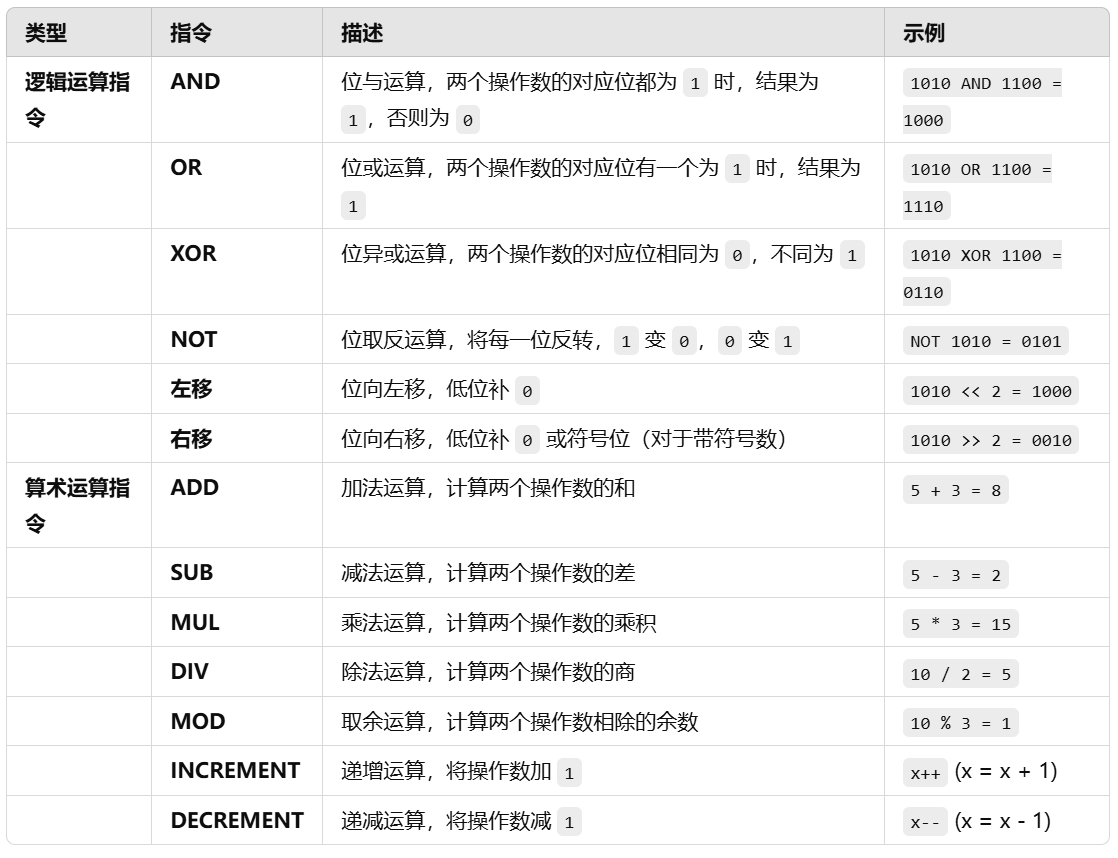 类型 指令 描述 示例
逻辑运算指 AND 位与运算，两个操作数的对应位都为 1 时，结果为 1010 AND 1100 =
令 1，否则为 0 1000
OR 位或运算，两个操作数的对应位有一个为 1 时，结果为 1010 OR 1100 =
1 1110
XOR 位异或运算，两个操作数的对应位相同为 0，不同为 1 1010 XOR 1100 =
0110
NOT 位取反运算，将每一位反转，1 变 0，0 变 1 NOT 1010 = 0101
左移 位向左移，低位补 0 1010 << 2 = 1000
右移 位向右移，低位补 0 或符号位（对于带符号数） 1010 >> 2 = 0010
算术运算指 ADD 加法运算，计算两个操作数的和 5 + 3 = 8
令
SUB 减法运算，计算两个操作数的差 5 - 3 = 2
MUL 乘法运算，计算两个操作数的乘积 5 * 3 = 15
DIV 除法运算，计算两个操作数的商 10 / 2 = 5
MOD 取余运算，计算两个操作数相除的余数 10 % 3 = 1
INCREMENT 递增运算，将操作数加 1 x++ (x = x + 1)
DECREMENT 递减运算，将操作数减 1 x-- (x = x - 1)